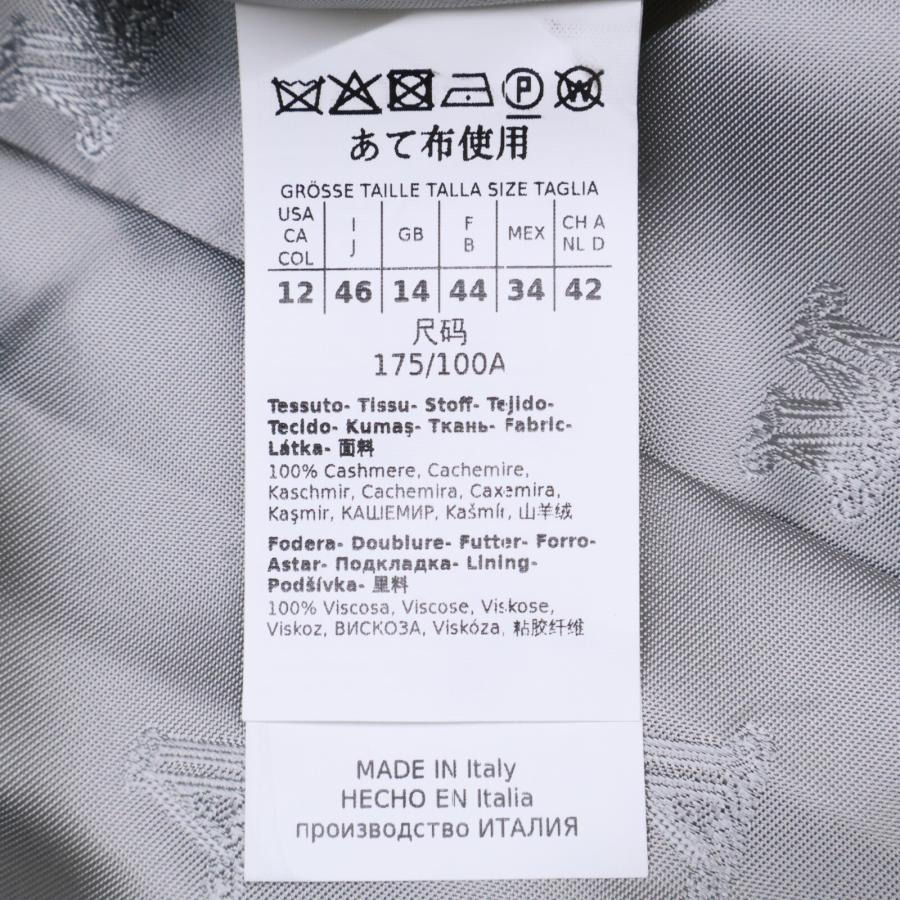 P W
あて布使用
GRÖSSE TAILLE TALLA SIZE TAGLIA
USA CA COL I J GB F B MEX CH A NL D
12 46 14 44 34 42
尺码
175/100A
Tessuto- Tissu- Stoff- Tejido-
Tecido- Kumaş- Ткань- Fabric-
Látka- 面料
100% Cashmere, Cachemire,
Kaschmir, Cachemira, Caxemira,
Kaşmir, КАШЕМИР, Kašmír, 山羊绒
Fodera- Doublure- Futter- Forro-
Astar- Подкладка- Lining-
Podšívka- 里料
100% Viscosa, Viscose, Viskose,
Viskoz, ВИСКОЗА, Viskóza, 粘胶纤维
MADE IN Italy
HECHO EN Italia
производство ИТАЛИЯ